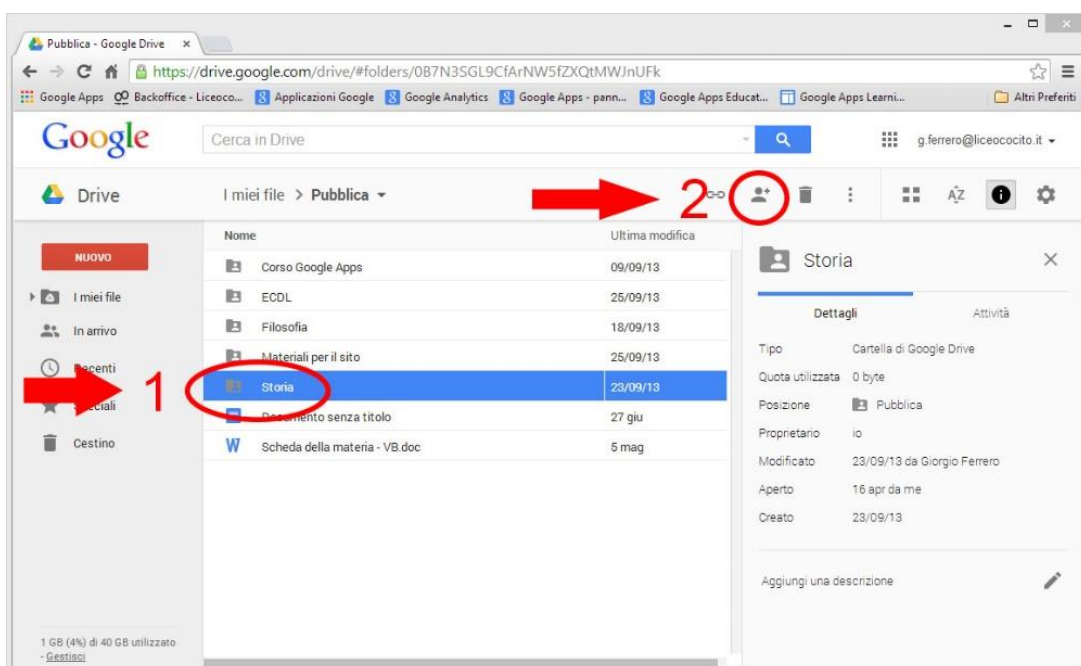 Pubblica - Google Drive
https://drive.google.com/drive/#folders/0B7N3SGL9CfArNW5fZXQtMWJnUFk
Google Apps Backoffice - Liceoco... Applicazioni Google Google Analytics Google Apps - pann... Google Apps Educat... Google Apps Learni... Altri Preferiti
Google Cerca in Drive g.ferrero@liceococito.it
Drive I miei file > Pubblica 2
NUOVO
I miei file
In arrivo
Recenti
Speciali
Cestino
1
1 GB (4%) di 40 GB utilizzato
- Gestisci
Nome Ultima modifica
Corso Google Apps 09/09/13
ECDL 25/09/13
Filosofia 18/09/13
Materiali per il sito 25/09/13
Storia 23/09/13
Documento senza titolo 27 giu
W Scheda della materia - VB.doc 5 mag
Storia
Dettagli Attività
Tipo Cartella di Google Drive
Quota utilizzata 0 byte
Posizione Pubblica
Proprietario io
Modificato 23/09/13 da Giorgio Ferrero
Aperto 16 apr da me
Creato 23/09/13
Aggiungi una descrizione